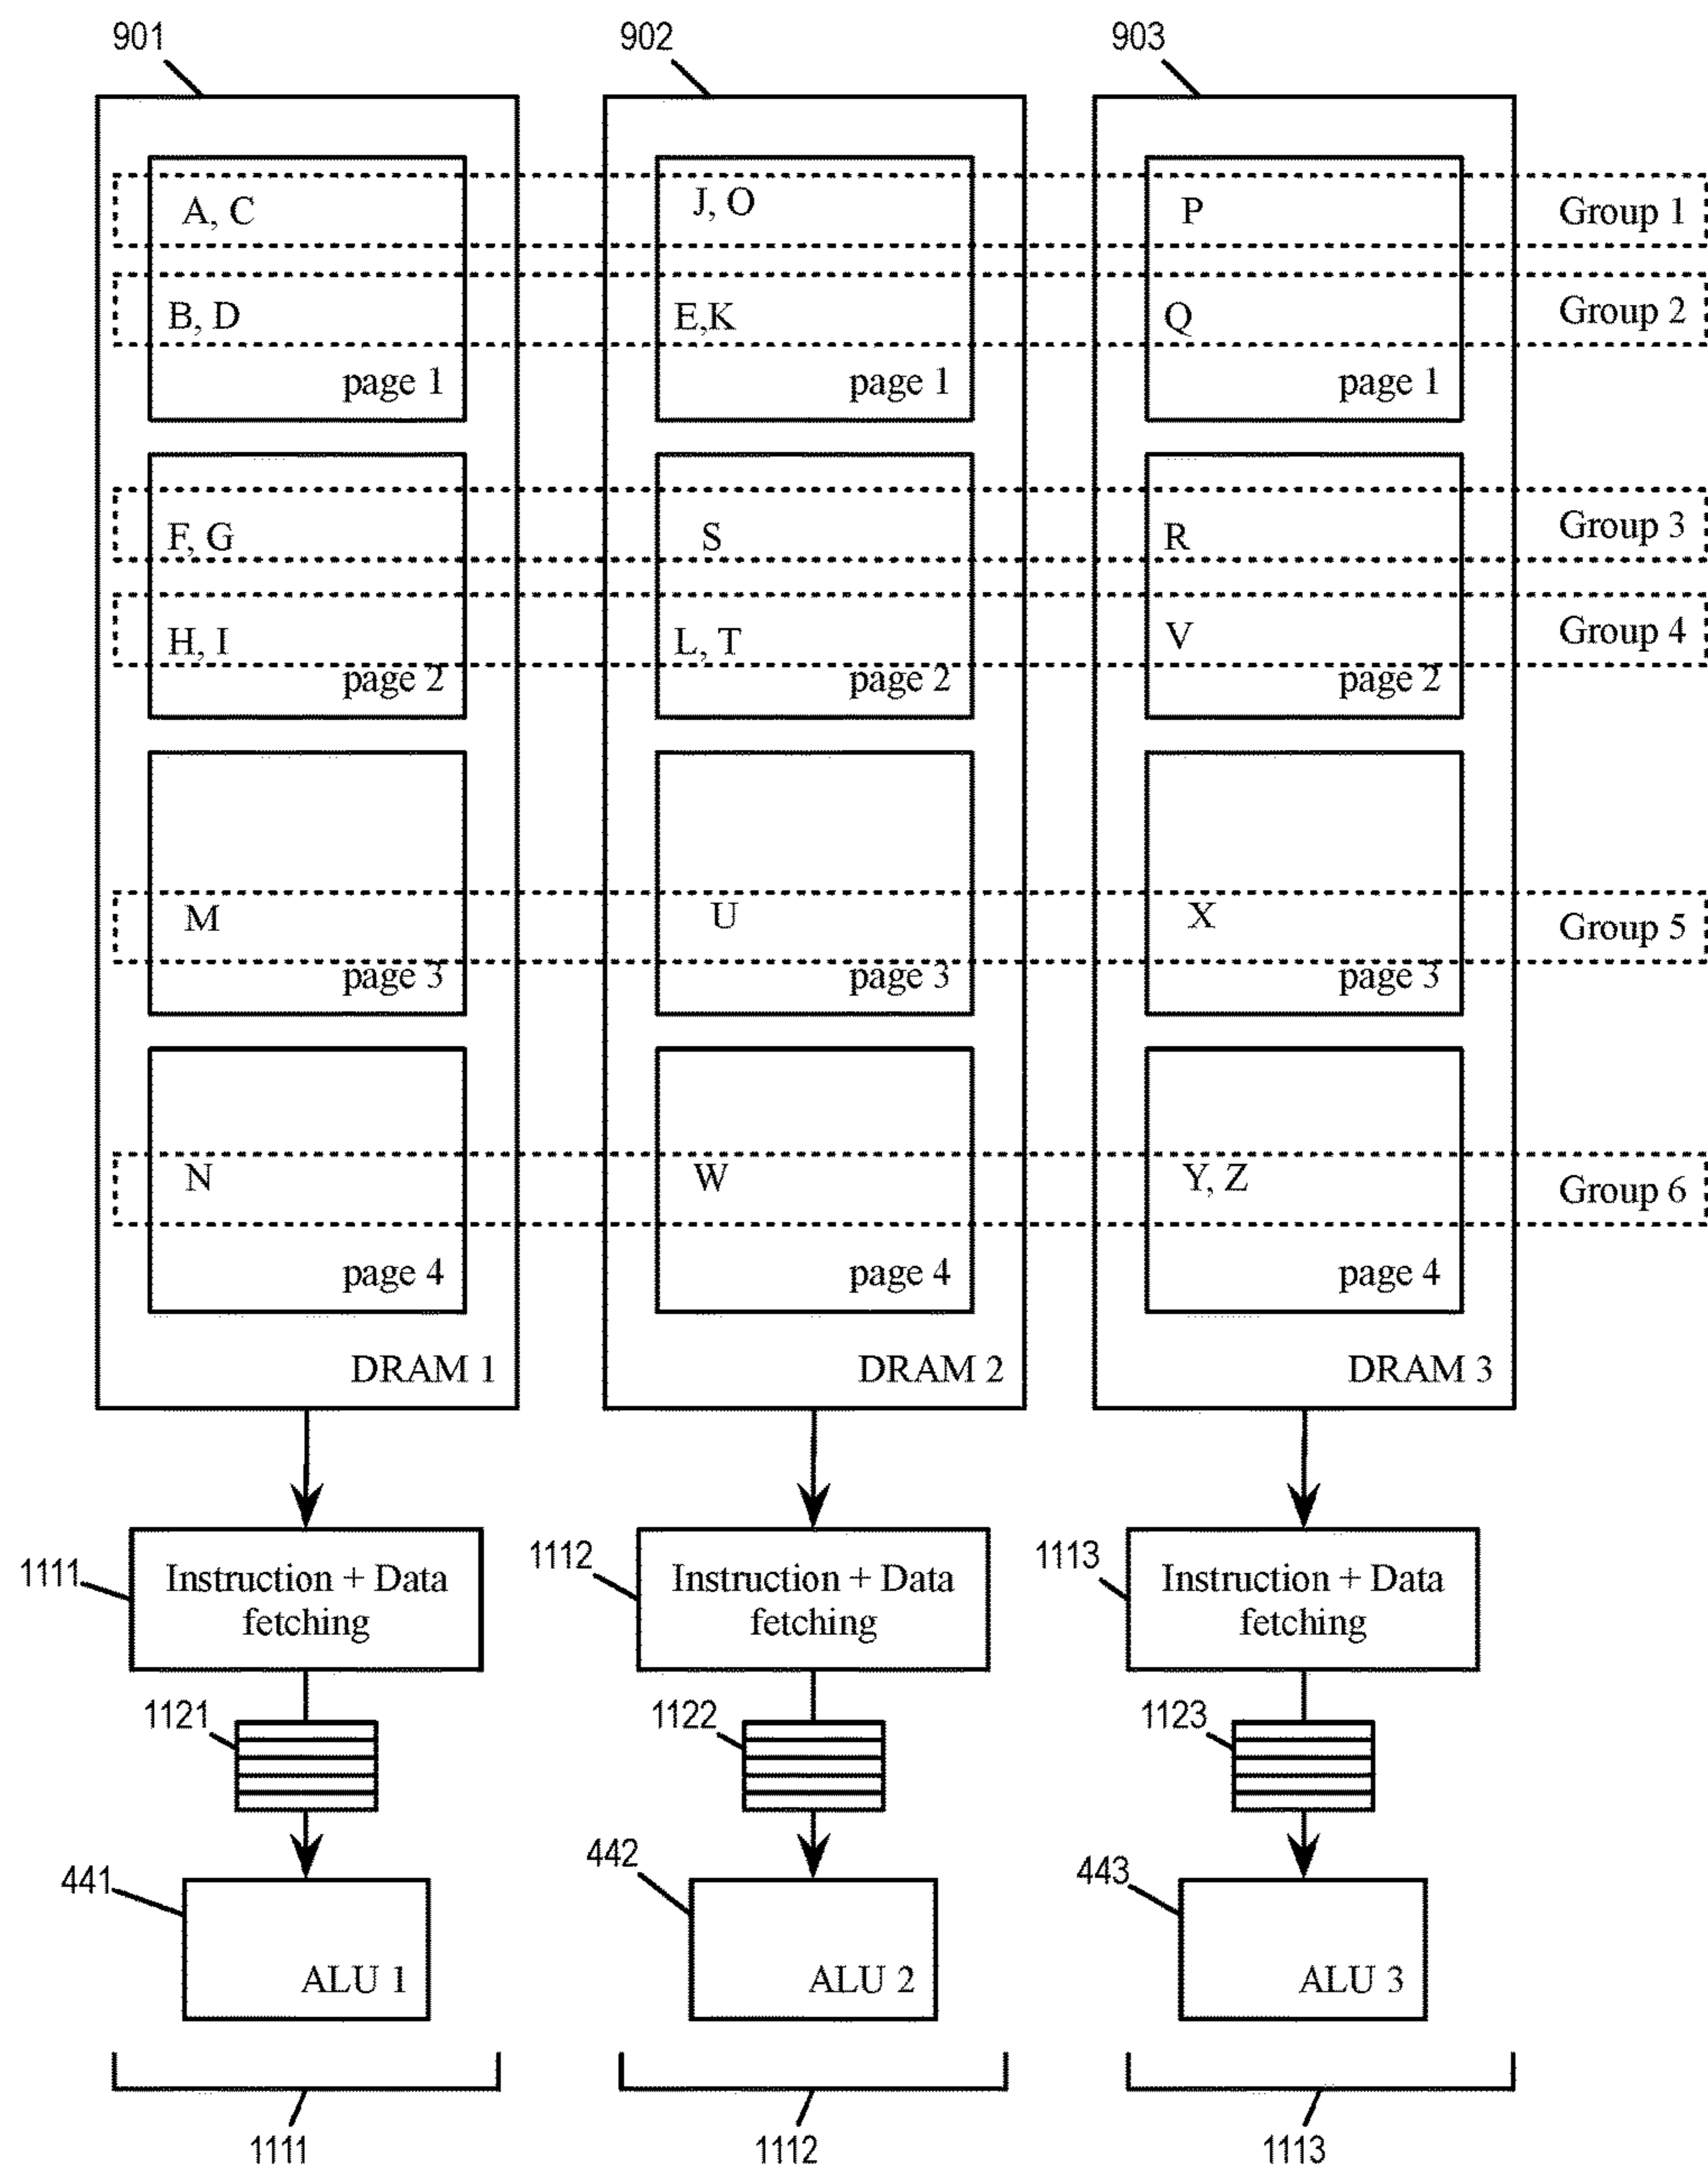 901 902 903
A, C J, O P Group 1
B, D E,K Q Group 2
page 1 page 1 page 1
F, G S R Group 3
H, I L, T V Group 4
page 2 page 2 page 2
M U X Group 5
page 3 page 3 page 3
N W Y, Z Group 6
page 4 page 4 page 4
DRAM 1 DRAM 2 DRAM 3
1111 Instruction + Data 1112 Instruction + Data 1113 Instruction + Data
fetching fetching fetching
1121 1122 1123
441 442 443
ALU 1 ALU 2 ALU 3
1111 1112 1113